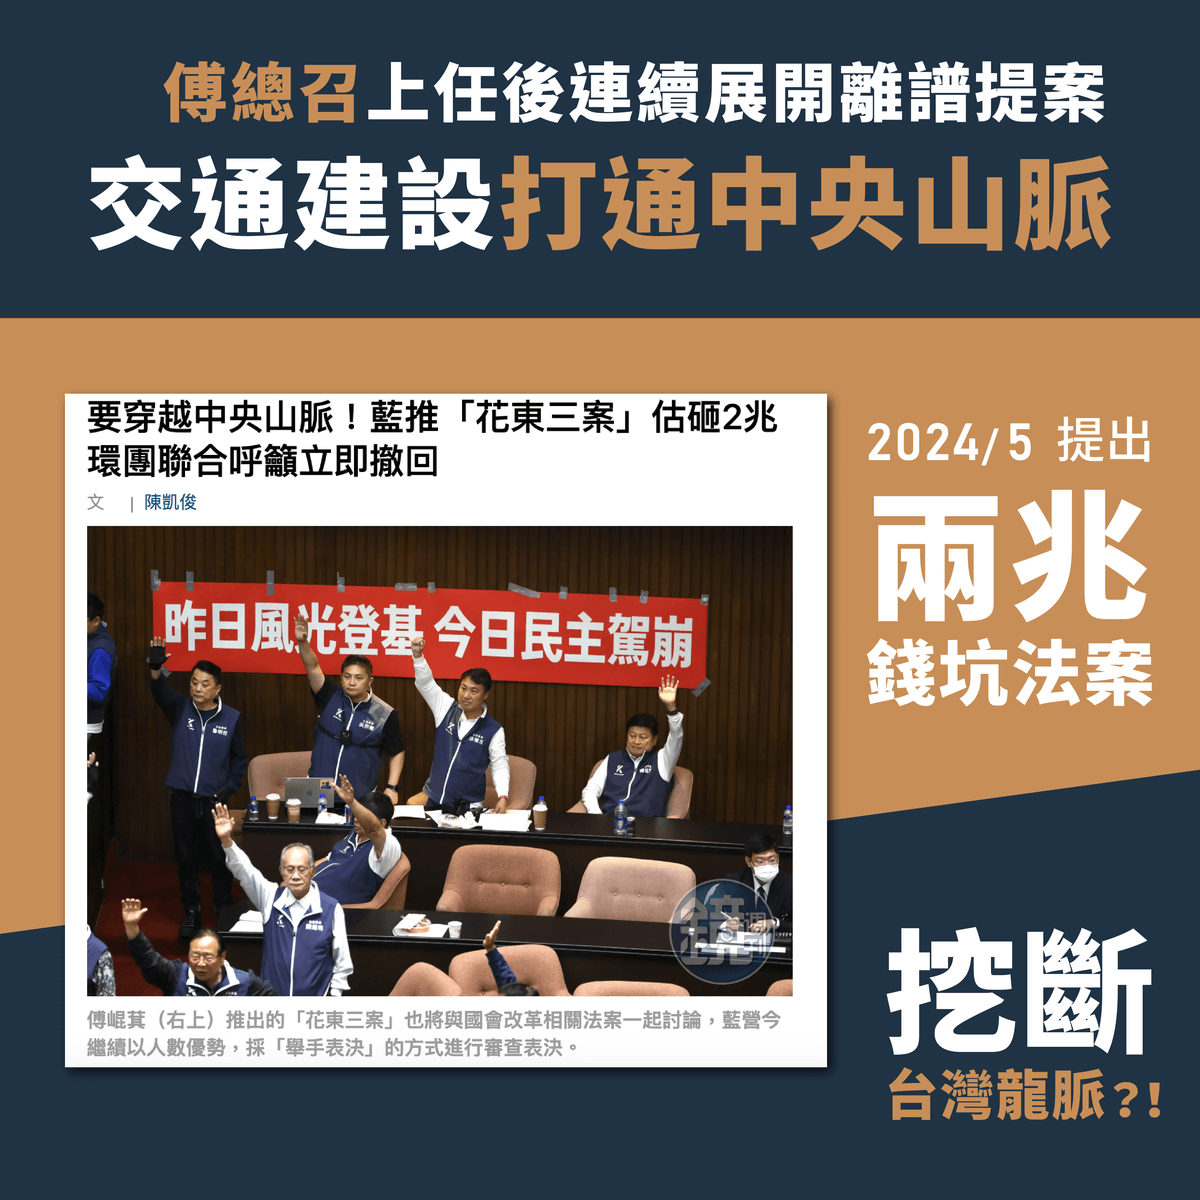 傅總召上任後連續展開離譜提案
交通建設打通中央山脈
要穿越中央山脈！藍推「花東三案」估砸2兆
環團聯合呼籲立即撤回
文 | 陳凱俊
昨日風光登基 今日民主駕崩
鏡週刊
傅崐萁（右上）推出的「花東三案」也將與國會改革相關法案一起討論，藍營今
繼續以人數優勢，採「舉手表決」的方式進行審查表決。
2024/5 提出
兩兆
錢坑法案
挖斷
台灣龍脈?!